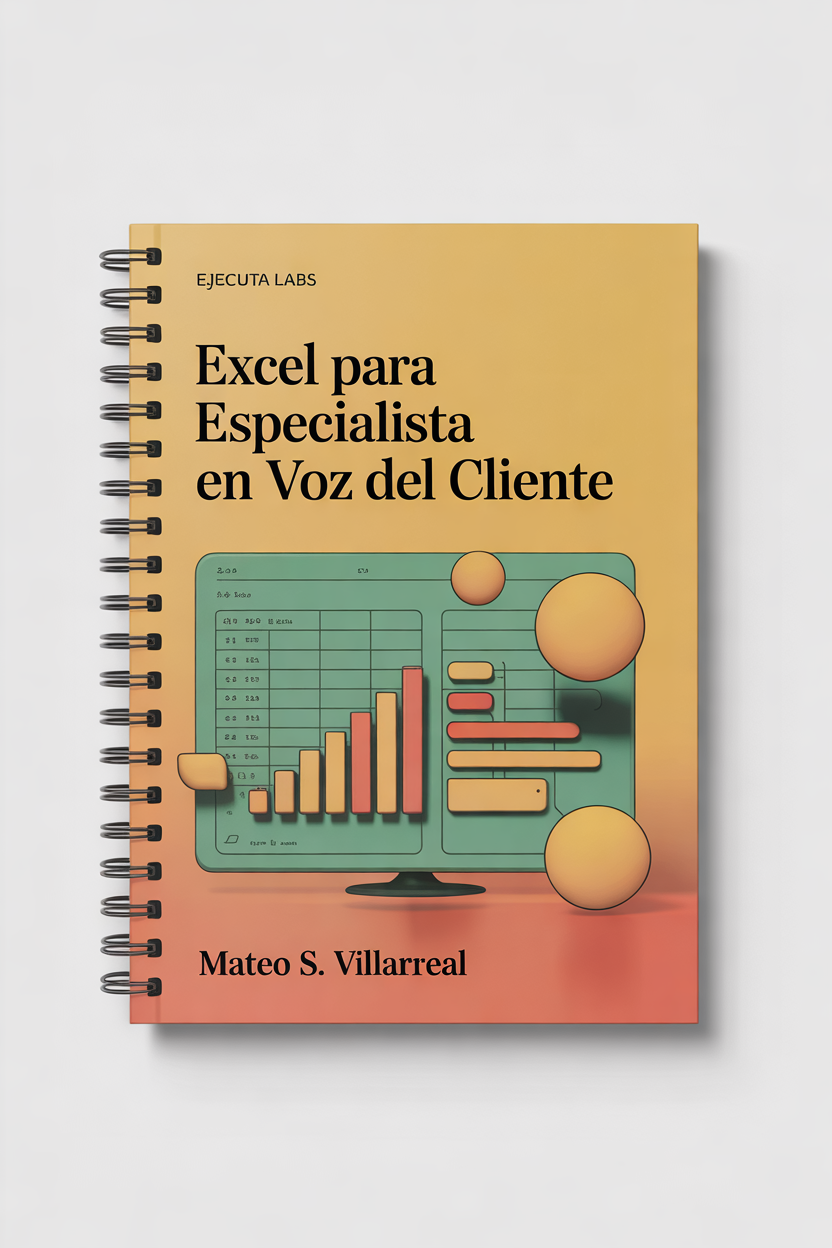 EJECUTA LABS
Excel para
Especialista
en Voz del Cliente
Mateo S. Villarreal